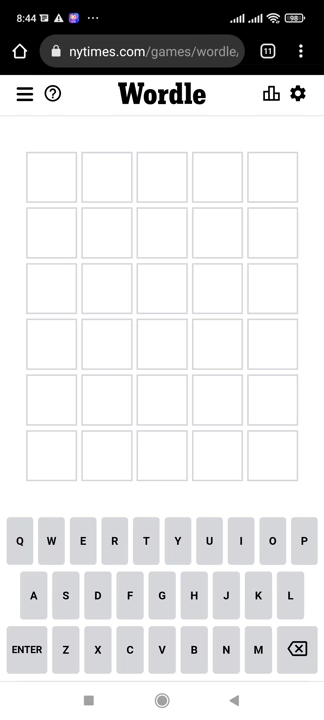 8:44 98
nytimes.com/games/wordle/ 11
Wordle
Q W E R T Y U I O P
A S D F G H J K L
ENTER Z X C V B N M